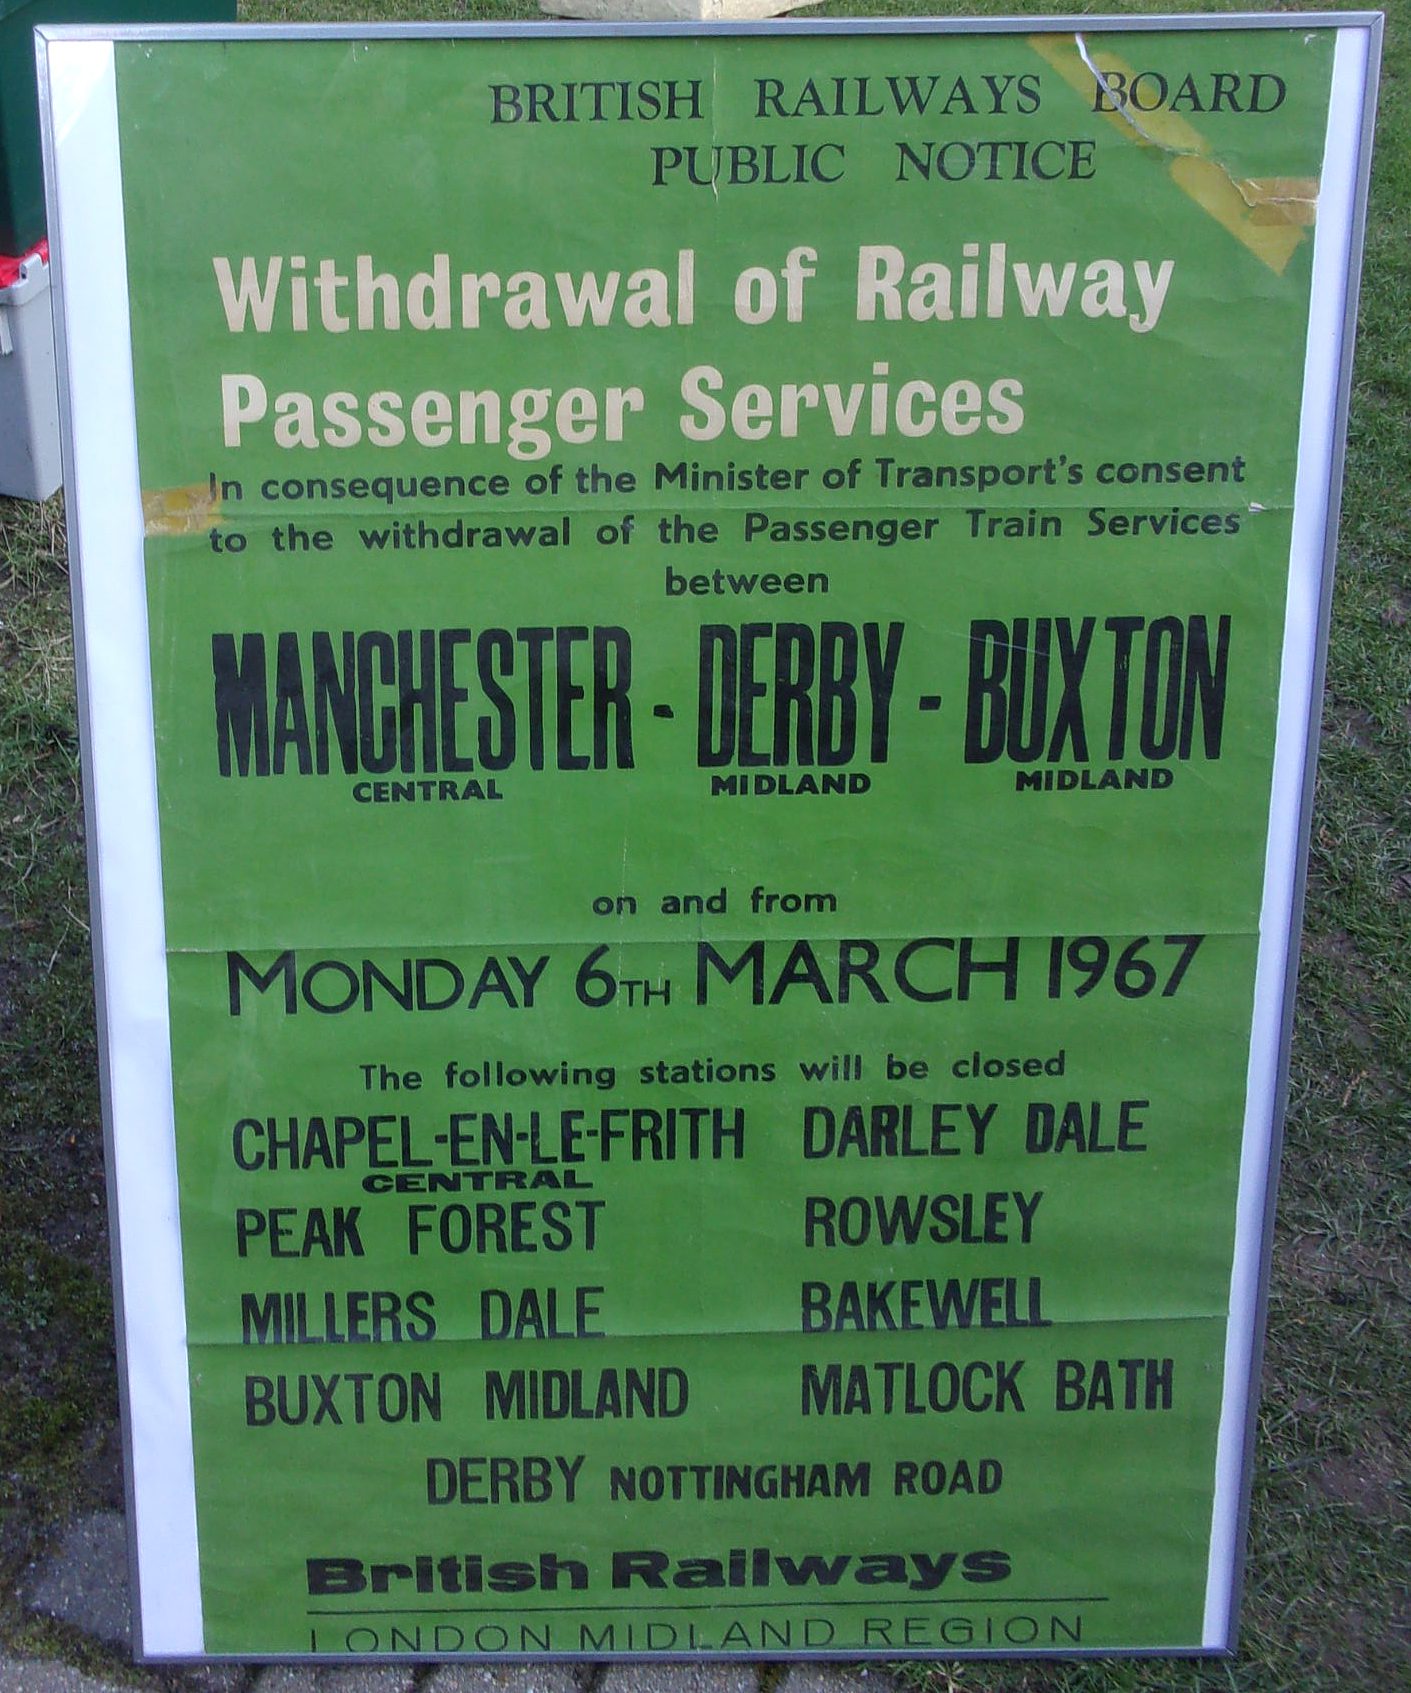 BRITISH RAILWAYS BOARD
PUBLIC NOTICE
Withdrawal of Railway
Passenger Services
In consequence of the Minister of Transport's consent
to the withdrawal of the Passenger Train Services
between
MANCHESTER - DERBY - BUXTON
CENTRAL MIDLAND MIDLAND
on and from
MONDAY 6TH MARCH 1967
The following stations will be closed
CHAPEL-EN-LE-FRITH DARLEY DALE
CENTRAL
PEAK FOREST ROWSLEY
MILLERS DALE BAKEWELL
BUXTON MIDLAND MATLOCK BATH
DERBY NOTTINGHAM ROAD
British Railways
LONDON MIDLAND REGION